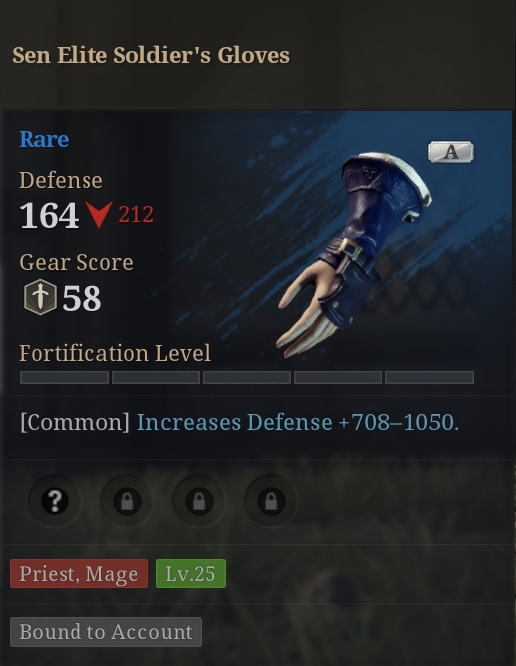 Sen Elite Soldier's Gloves
Rare
A
Defense
164 212
Gear Score
58
Fortification Level
[Common] Increases Defense +708–1050.
?
Priest, Mage Lv.25
Bound to Account